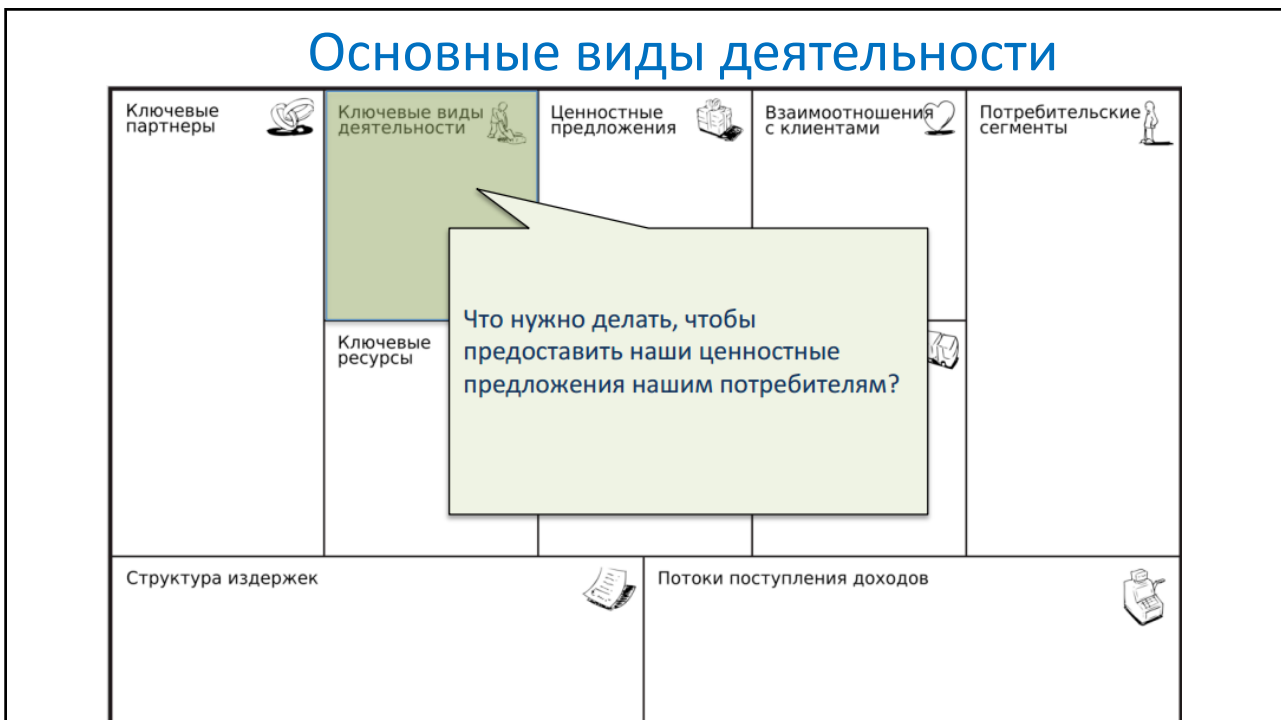 Основные виды деятельности
Ключевые
партнеры
Ключевые виды
деятельности
Ценностные
предложения
Взаимоотношения
с клиентами
Потребительские
сегменты
Что нужно делать, чтобы
предоставить наши ценностные
предложения нашим потребителям?
Ключевые
ресурсы
Структура издержек
Потоки поступления доходов